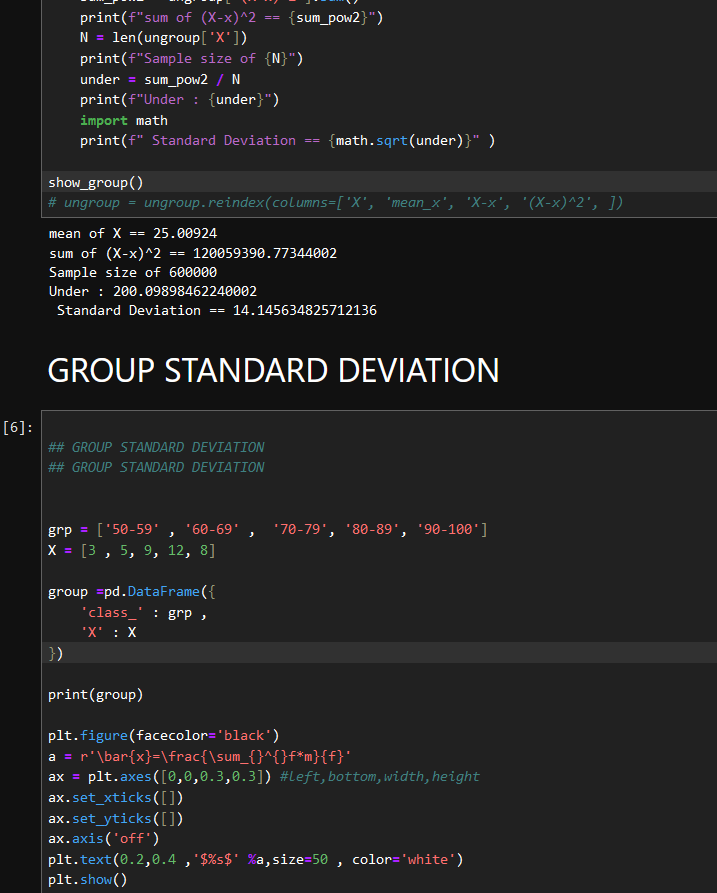 print(f"sum of (X-x)^2 == {sum_pow2}")
N = len(ungroup['X'])
print(f"Sample size of {N}")
under = sum_pow2 / N
print(f"Under : {under}")
import math
print(f" Standard Deviation == {math.sqrt(under)}" )
show_group()
# ungroup = ungroup.reindex(columns=['X', 'mean_x', 'X-x', '(X-x)^2', ])
mean of X == 25.00924
sum of (X-x)^2 == 120059390.77344002
Sample size of 600000
Under : 200.09898462240002
Standard Deviation == 14.145634825712136
GROUP STANDARD DEVIATION
[6]:
## GROUP STANDARD DEVIATION
## GROUP STANDARD DEVIATION
grp = ['50-59' , '60-69' ,  '70-79', '80-89', '90-100']
X = [3 , 5, 9, 12, 8]
group =pd.DataFrame({
'class_' : grp ,
'X' : X
})
print(group)
plt.figure(facecolor='black')
a = r'\bar{x}=\frac{\sum_{}^{}f*m}{f}'
ax = plt.axes([0,0,0.3,0.3]) #left,bottom,width,height
ax.set_xticks([])
ax.set_yticks([])
ax.axis('off')
plt.text(0.2,0.4 ,'$%s$' %a,size=50 , color='white')
plt.show()